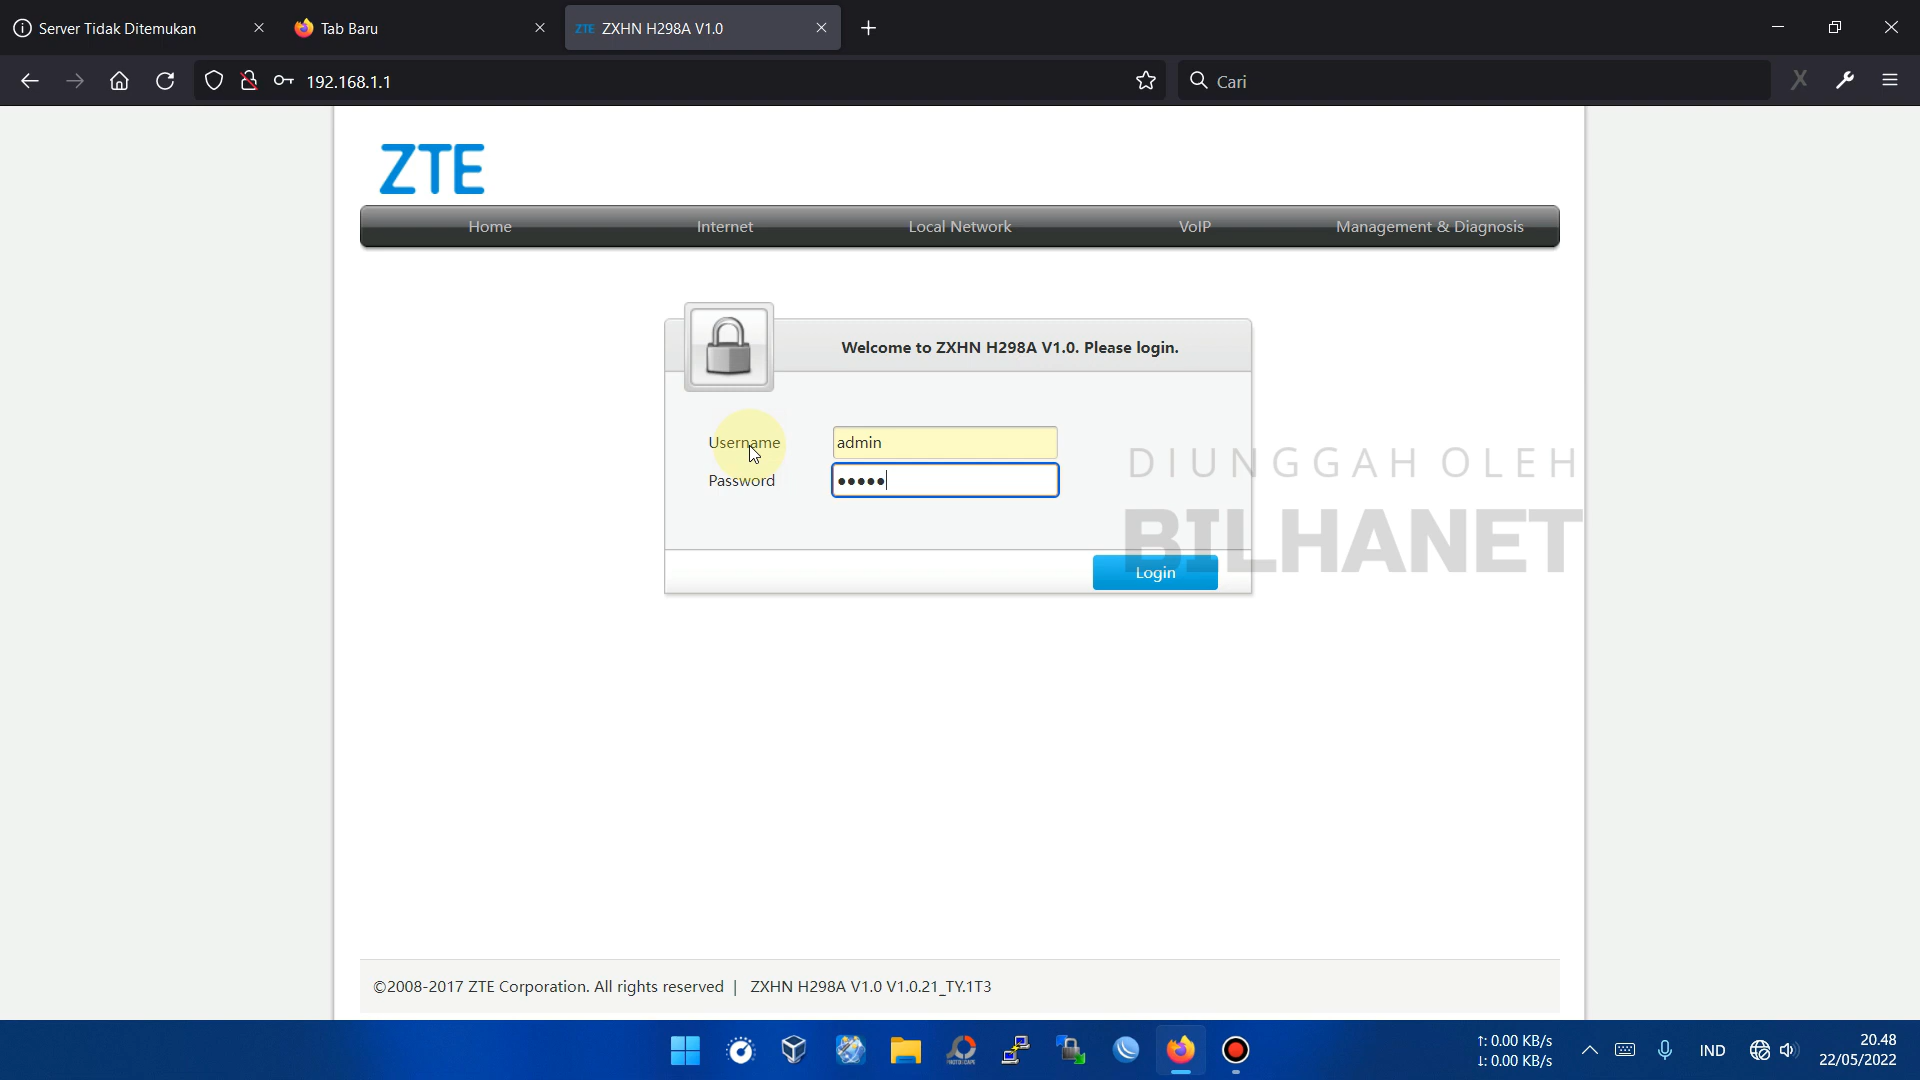 Server Tidak Ditemukan
Tab Baru
ZTE ZXHN H298A V1.0
192.168.1.1
Cari
ZTE
Home Internet Local Network VoIP Management & Diagnosis
Welcome to ZXHN H298A V1.0. Please login.
Username admin
Password •••••
Login
DIUNGGAH OLEH
BILHANET
©2008-2017 ZTE Corporation. All rights reserved | ZXHN H298A V1.0 V1.0.21_TY.1T3
↑: 0.00 KB/s
↓: 0.00 KB/s
IND
20.48
22/05/2022